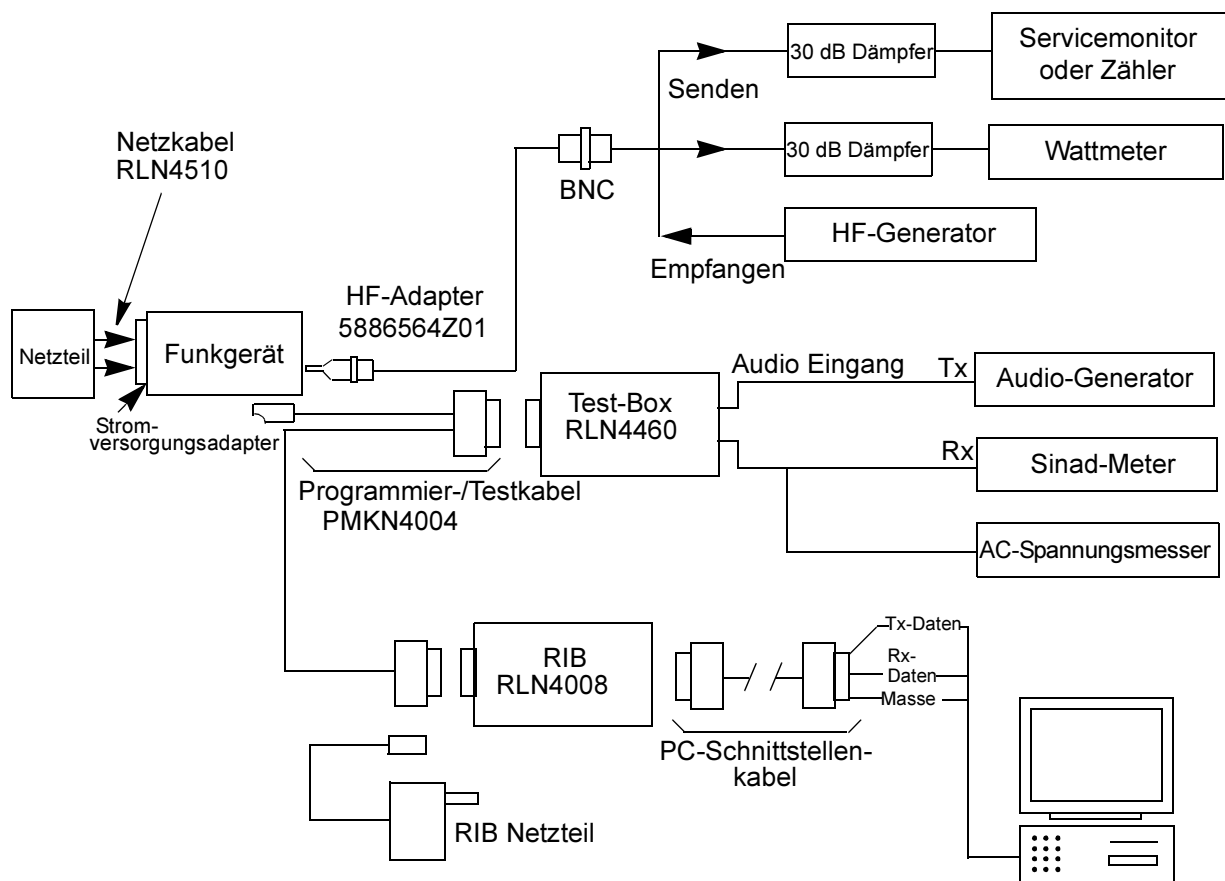 30 dB Dämpfer
Servicemonitor
oder Zähler
Senden
Netzkabel
RLN4510
BNC
30 dB Dämpfer
Wattmeter
HF-Generator
Empfangen
HF-Adapter
5886564Z01
Netzteil
Funkgerät
Strom-
versorgungsadapter
Test-Box
RLN4460
Audio Eingang
Tx
Audio-Generator
Rx
Sinad-Meter
AC-Spannungsmesser
Programmier-/Testkabel
PMKN4004
RIB
RLN4008
Tx-Daten
Rx-
Daten
Masse
PC-Schnittstellen-
kabel
RIB Netzteil